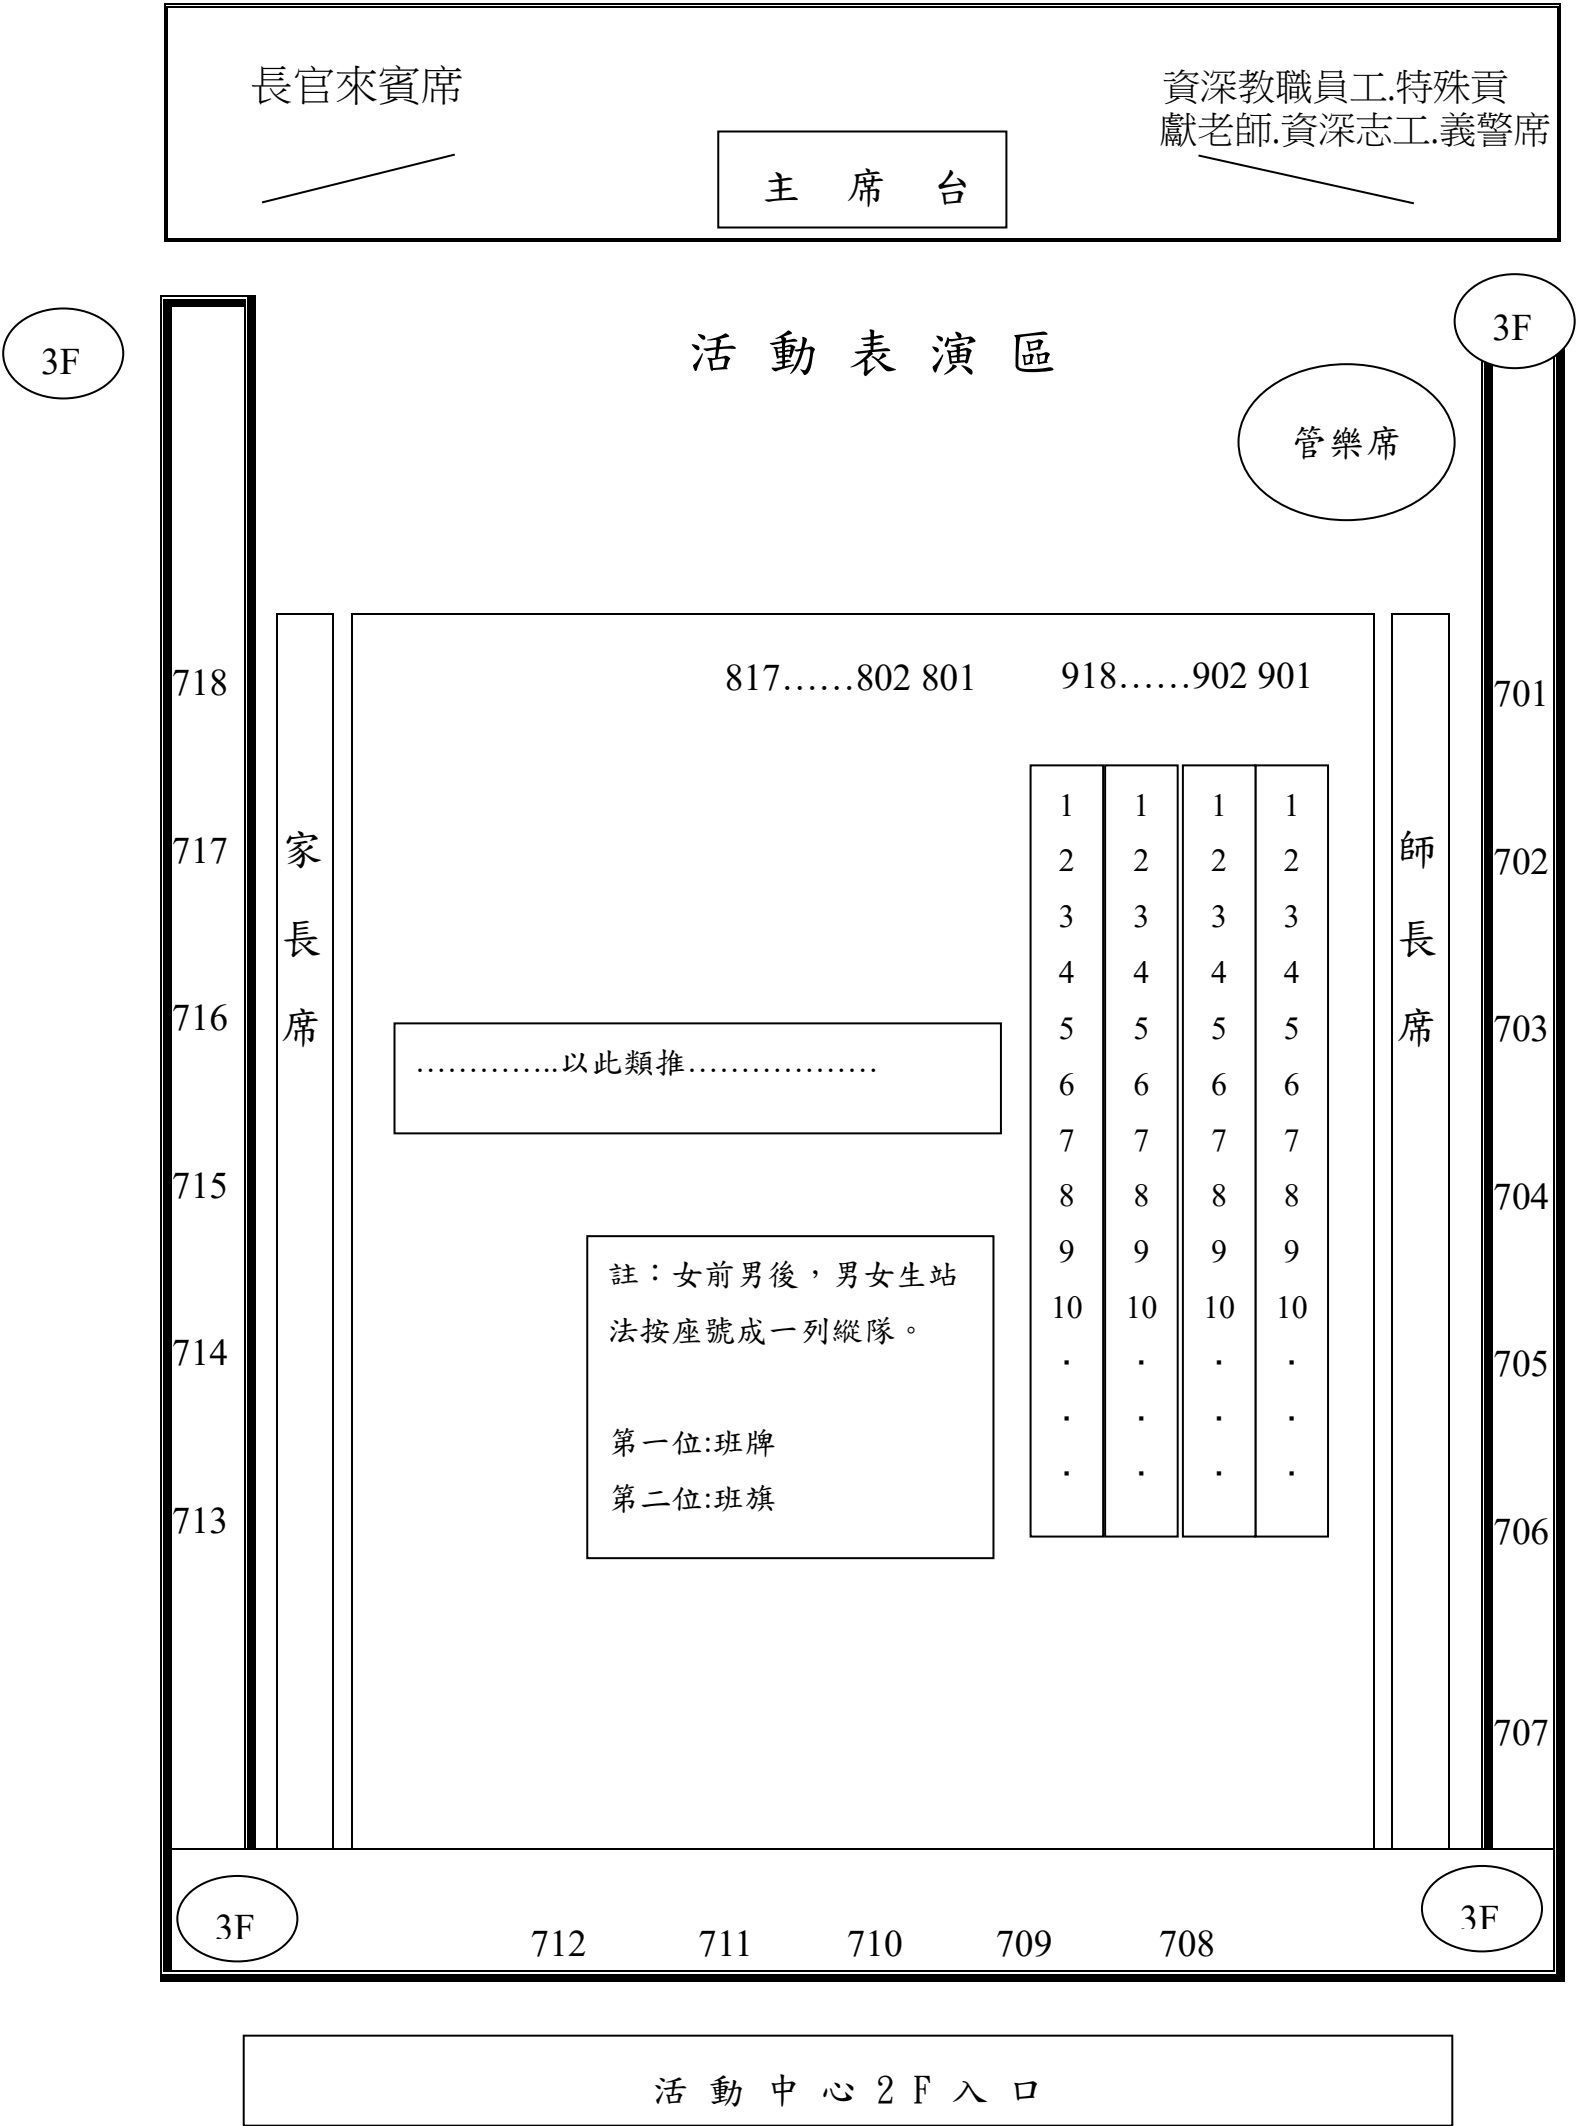 長官來賓席
資深教職員工.特殊貢
獻老師.資深志工.義警席
主 席 台
3F
3F
活 動 表 演 區
管樂席
718
717
716
715
714
713
家
長
席
817……802 801
918……902 901
1 1 1 1
2 2 2 2
3 3 3 3
4 4 4 4
5 5 5 5
6 6 6 6
7 7 7 7
8 8 8 8
9 9 9 9
10 10 10 10
. . . .
. . . .
. . . .
…………..以此類推………………
註：女前男後，男女生站
法按座號成一列縱隊。
第一位:班牌
第二位:班旗
師
長
席
701
702
703
704
705
706
707
3F
712 711 710 709 708
3F
活 動 中 心 2 F 入 口